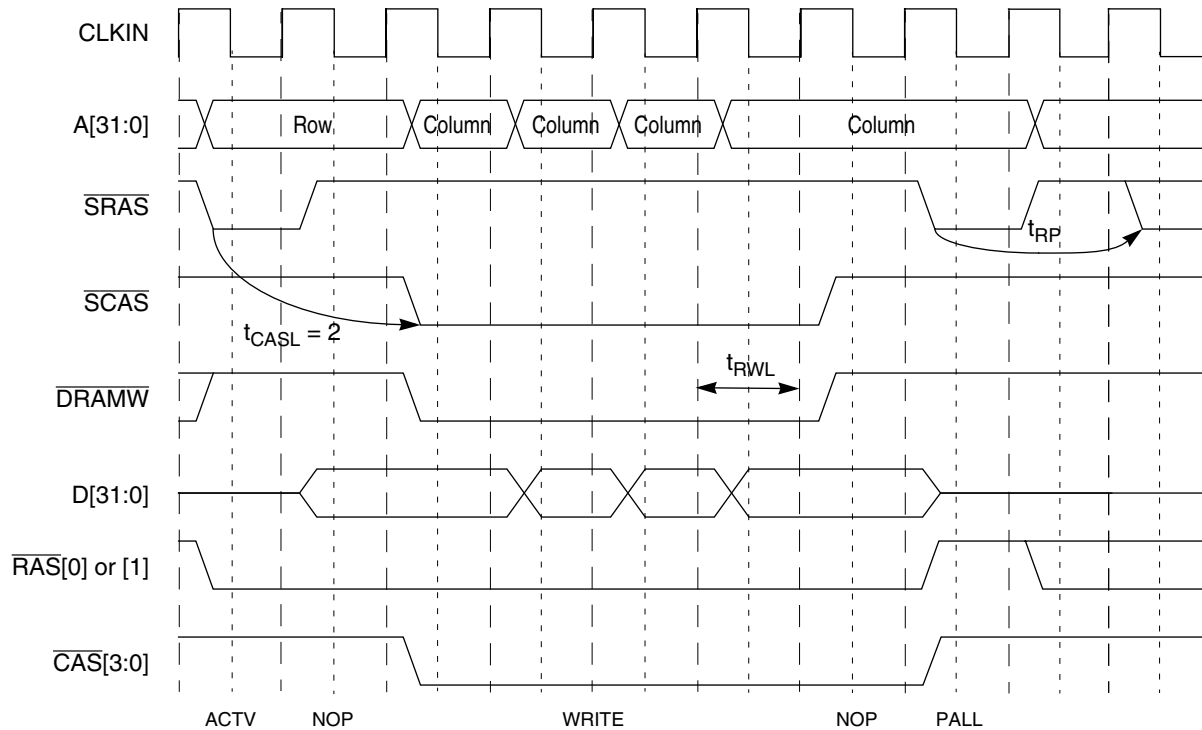 CLKIN
A[31:0] Row Column Column Column Column
SRAS
tRP
SCAS
tCASL = 2
tRWL
DRAMW
D[31:0]
RAS[0] or [1]
CAS[3:0]
ACTV NOP WRITE NOP PALL